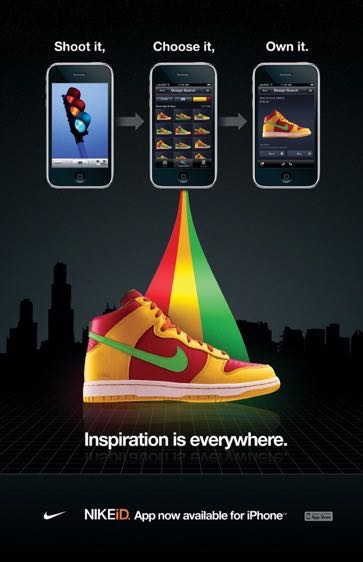 Shoot it,
Choose it,
Own it.
Design Search
Design Search
Inspiration is everywhere.
NIKEiD. App now available for iPhone™
App Store